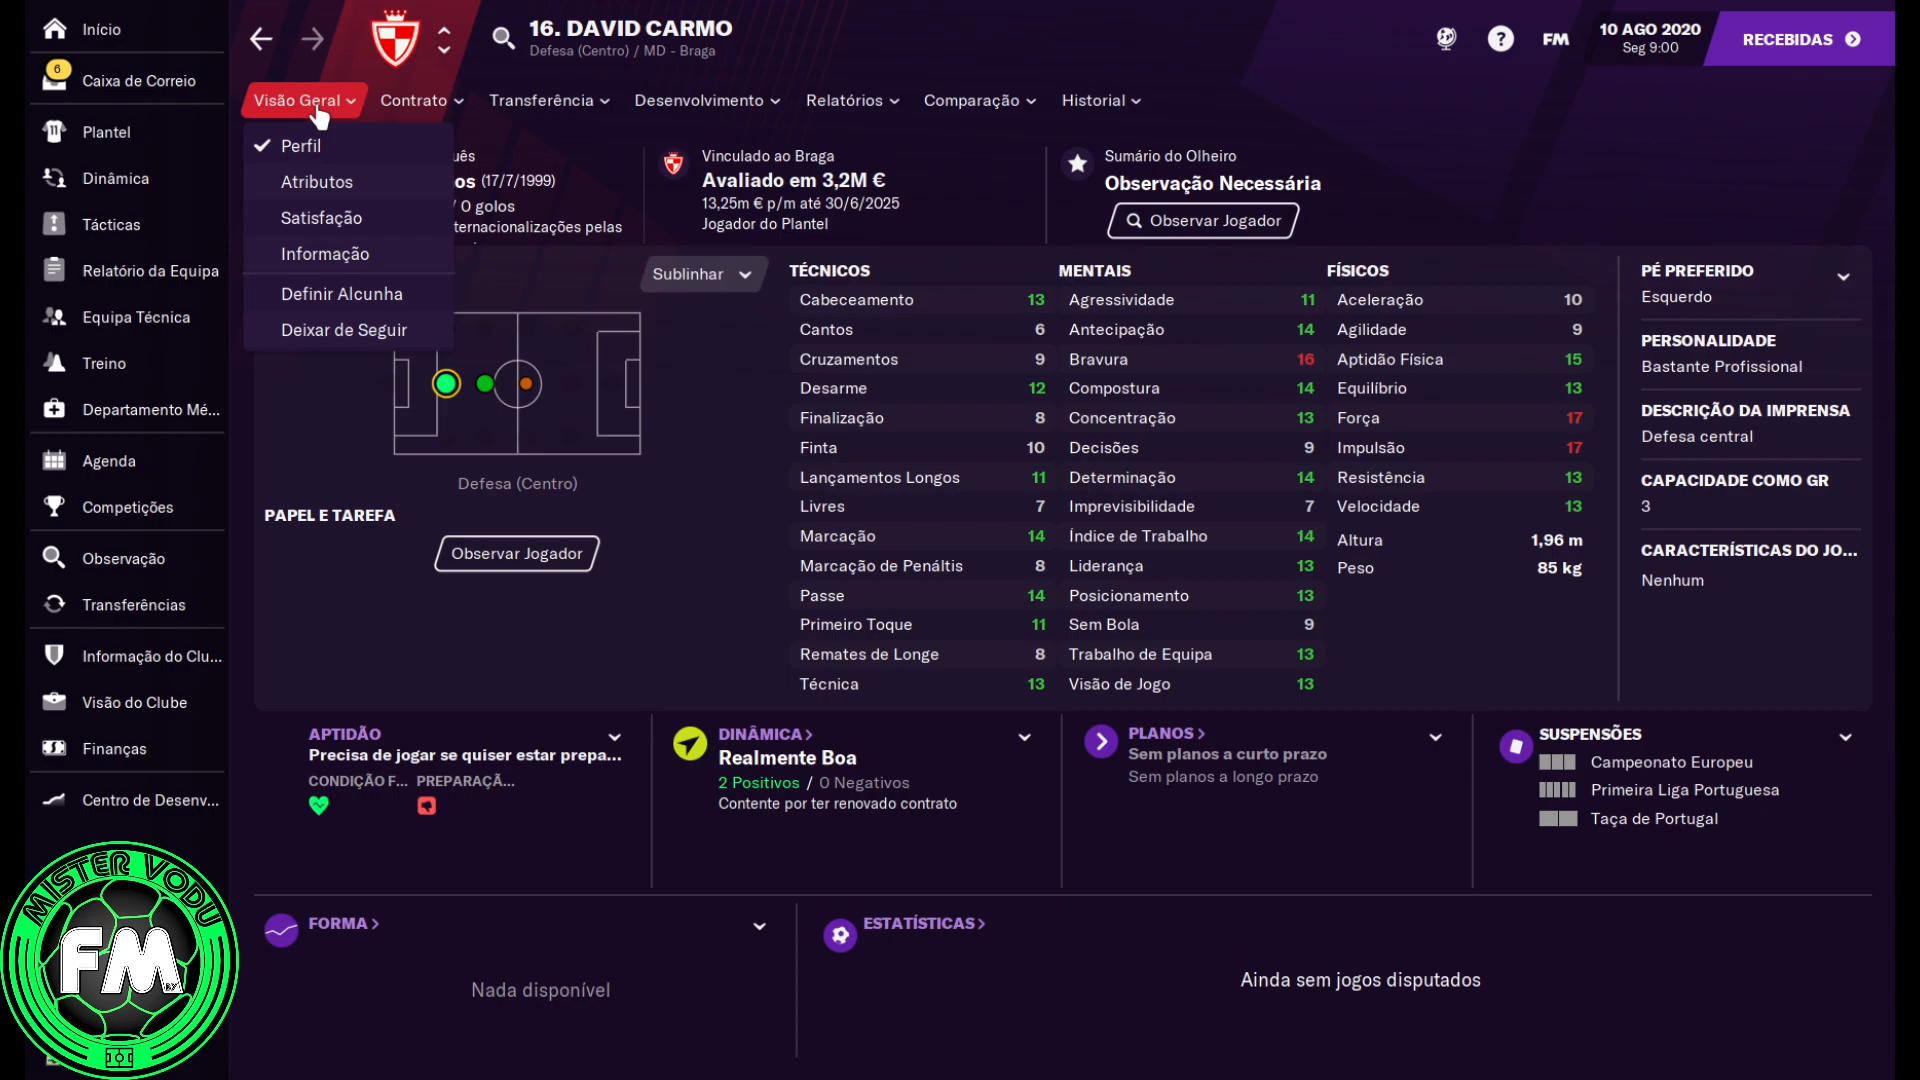 Início
6
Caixa de Correio
Plantel
Dinâmica
Tácticas
Relatório da Equipa
Equipa Técnica
Treino
Departamento Mé...
Agenda
Competições
Observação
Transferências
Informação do Clu...
Visão do Clube
Finanças
Centro de Desenv...
MISTER VODU
FM
BY
16. DAVID CARMO
Defesa (Centro) / MD - Braga
?
FM
10 AGO 2020
Seg 9:00
RECEBIDAS
Visão Geral
Contrato
Transferência
Desenvolvimento
Relatórios
Comparação
Historial
Perfil
Atributos
Satisfação
Informação
Definir Alcunha
Deixar de Seguir
uês
os (17/7/1999)
/ 0 golos
ternacionalizações pelas
Vinculado ao Braga
Avaliado em 3,2M €
13,25m € p/m até 30/6/2025
Jogador do Plantel
Sumário do Olheiro
Observação Necessária
Observar Jogador
Sublinhar
Defesa (Centro)
PAPEL E TAREFA
Observar Jogador
TÉCNICOS
Cabeceamento 13
Cantos 6
Cruzamentos 9
Desarme 12
Finalização 8
Finta 10
Lançamentos Longos 11
Livres 7
Marcação 14
Marcação de Penáltis 8
Passe 14
Primeiro Toque 11
Remates de Longe 8
Técnica 13
MENTAIS
Agressividade 11
Antecipação 14
Bravura 16
Compostura 14
Concentração 13
Decisões 9
Determinação 14
Imprevisibilidade 7
Índice de Trabalho 14
Liderança 13
Posicionamento 13
Sem Bola 9
Trabalho de Equipa 13
Visão de Jogo 13
FÍSICOS
Aceleração 10
Agilidade 9
Aptidão Física 15
Equilíbrio 13
Força 17
Impulsão 17
Resistência 13
Velocidade 13
Altura 1,96 m
Peso 85 kg
PÉ PREFERIDO
Esquerdo
PERSONALIDADE
Bastante Profissional
DESCRIÇÃO DA IMPRENSA
Defesa central
CAPACIDADE COMO GR
3
CARACTERÍSTICAS DO JO...
Nenhum
APTIDÃO
Precisa de jogar se quiser estar prepa...
CONDIÇÃO F... PREPARAÇÃ...
DINÂMICA
Realmente Boa
2 Positivos / 0 Negativos
Contente por ter renovado contrato
PLANOS
Sem planos a curto prazo
Sem planos a longo prazo
SUSPENSÕES
Campeonato Europeu
Primeira Liga Portuguesa
Taça de Portugal
FORMA
Nada disponível
ESTATÍSTICAS
Ainda sem jogos disputados